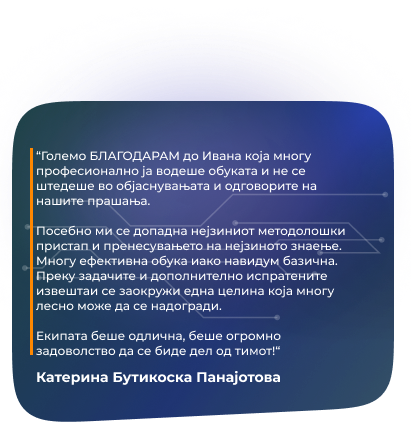 “Големо БЛАГОДАРАМ до Ивана која многу
професионално ја водеше обуката и не се
штедеше во објаснувањата и одговорите на
нашите прашања.
Посебно ми се допадна нејзиниот методолошки
пристап и пренесувањето на нејзиното знаење.
Многу ефективна обука иако навидум базична.
Преку задачите и дополнително испратените
извештаи се заокружи една целина која многу
лесно може да се надогради.
Екипата беше одлична, беше огромно
задоволство да се биде дел од тимот!“
Катерина Бутикоска Панајотова